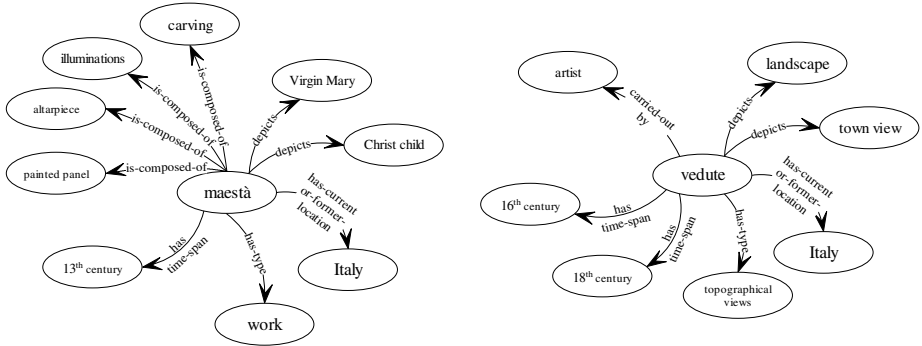 carving
illuminations
is-composed-of
is-composed-of
Virgin Mary
altarpiece
is-composed-of
depicts
depicts
Christ child
painted panel
is-composed-of
maestà
has-current
or-former-
location
has
time-span
has-type
13th century
Italy
work
artist
landscape
carried-out
by
depicts
depicts
town view
vedute
has-current
or-former-
location
16th century
has
time-span
has
time-span
has-type
Italy
18th century
topographical
views